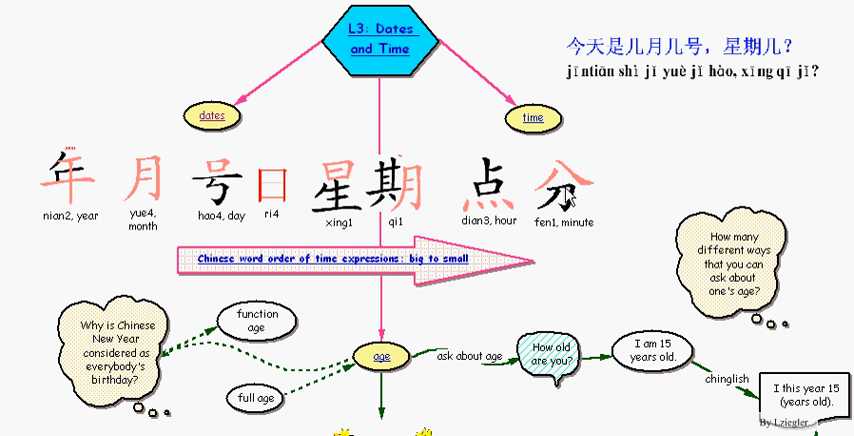 L3: Dates
and Time
今天是儿月儿号，星期儿？
jīntiān shì jǐ yuè jǐ hào, xīng qī jǐ?
dates
time
年 月 号 日 星 期 点 分
nian2, year
yue4,
month
hao4, day
ri4
xing1
qi1
dian3, hour
fen1, minute
Chinese word order of time expressions: big to small
How many
different ways
that you can
ask about
one's age?
Why is Chinese
New Year
considered as
everybody's
birthday?
function
age
full age
age
ask about age
How old
are you?
I am 15
years old.
chinglish
I this year 15
(years old).
By Lziegler